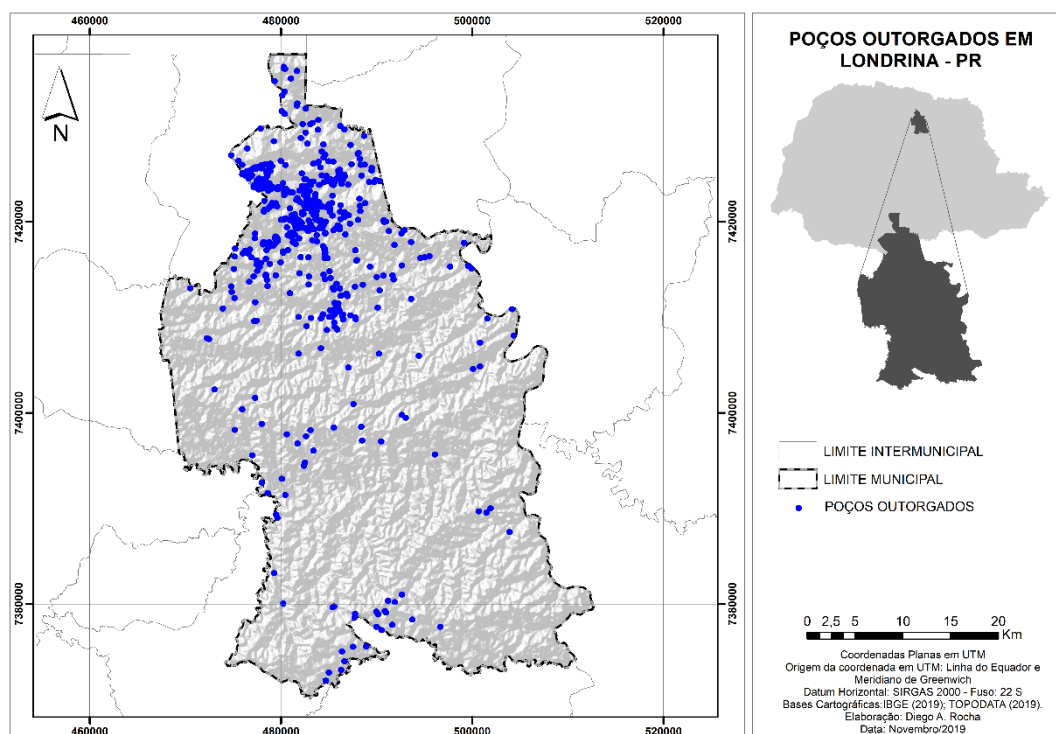 460000 480000 500000 520000
N
7420000 7420000
7400000 7400000
7380000 7380000
460000 480000 500000 520000
POÇOS OUTORGADOS EM
LONDRINA - PR
LIMITE INTERMUNICIPAL
LIMITE MUNICIPAL
POÇOS OUTORGADOS
0 2,5 5 10 15 20
Km
Coordenadas Planas em UTM
Origem da coordenada em UTM: Linha do Equador e
Meridiano de Greenwich
Datum Horizontal: SIRGAS 2000 - Fuso: 22 S
Bases Cartográficas:IBGE (2019); TOPODATA (2019).
Elaboração: Diego A. Rocha
Data: Novembro/2019